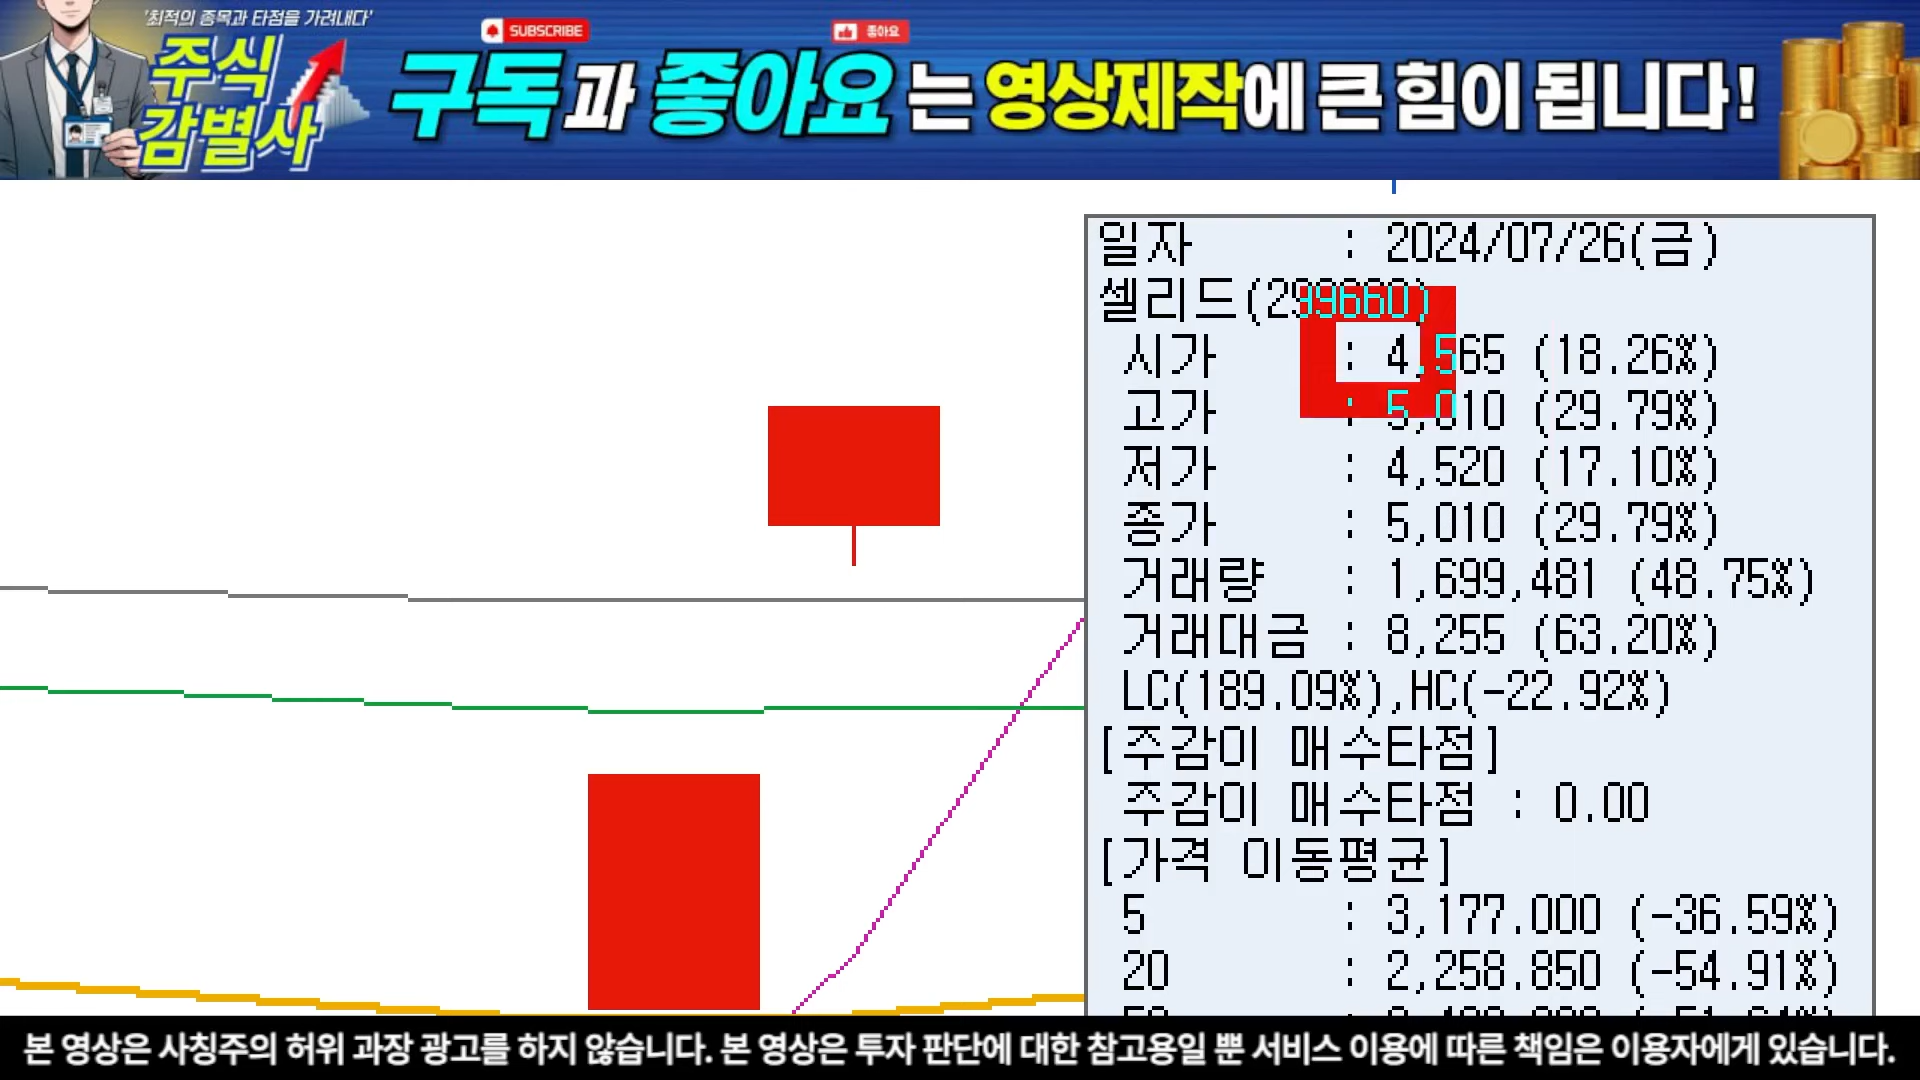 '최적의 종목과 타점을 가려내다'
주식
감별사
SUBSCRIBE
좋아요
구독과 좋아요는 영상제작에 큰 힘이 됩니다!
일자 : 2024/07/26(금)
셀리드(299660)
시가 : 4,565 (18.26%)
고가 : 5,010 (29.79%)
저가 : 4,520 (17.10%)
종가 : 5,010 (29.79%)
거래량 : 1,699,481 (48.75%)
거래대금 : 8,255 (63.20%)
LC(189.09%),HC(-22.92%)
[주감이 매수타점]
주감이 매수타점 : 0.00
[가격 이동평균]
5 : 3,177.000 (-36.59%)
20 : 2,258.850 (-54.91%)
본 영상은 사칭주의 허위 과장 광고를 하지 않습니다. 본 영상은 투자 판단에 대한 참고용일 뿐 서비스 이용에 따른 책임은 이용자에게 있습니다.